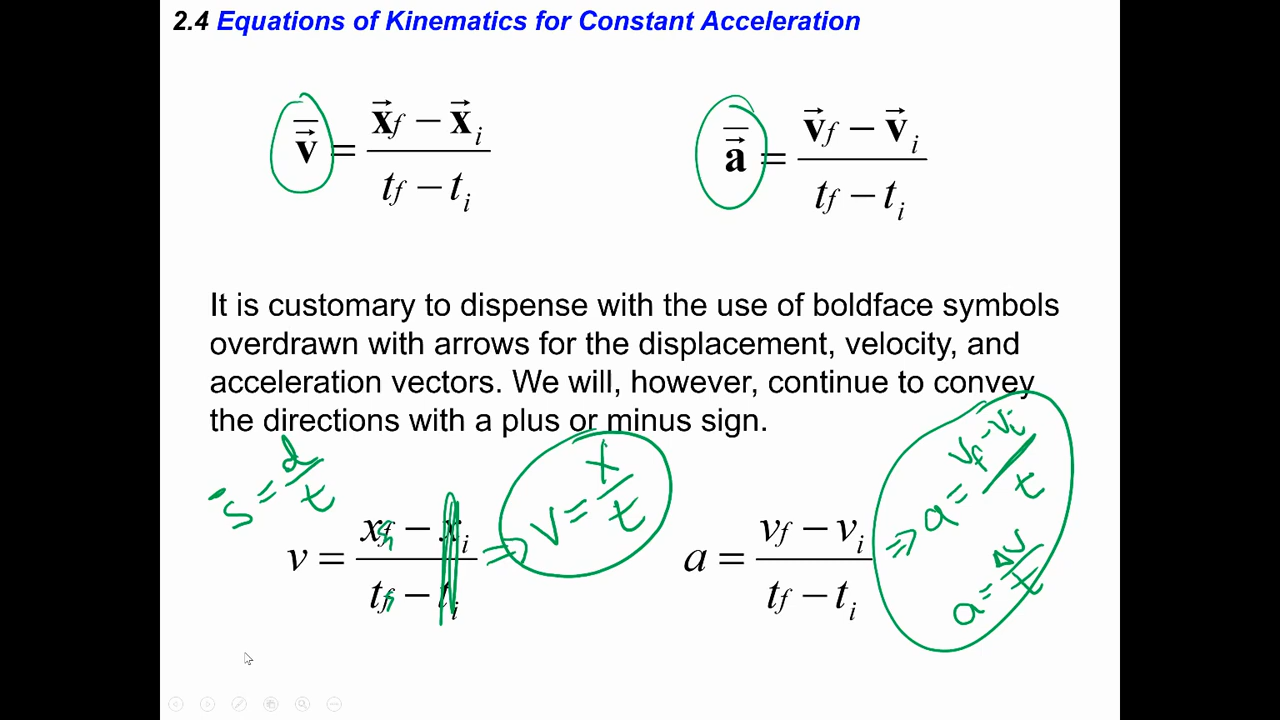 2.4 Equations of Kinematics for Constant Acceleration
v̄⃗ = (x⃗f − x⃗i) / (tf − ti)
ā⃗ = (v⃗f − v⃗i) / (tf − ti)
It is customary to dispense with the use of boldface symbols
overdrawn with arrows for the displacement, velocity, and
acceleration vectors. We will, however, continue to convey
the directions with a plus or minus sign.
s = d / t
v = (xf − xi) / (tf − ti)
⇒ v = x / t
a = (vf − vi) / (tf − ti)
⇒ a = (vf − vi) / t
a = Δv / t